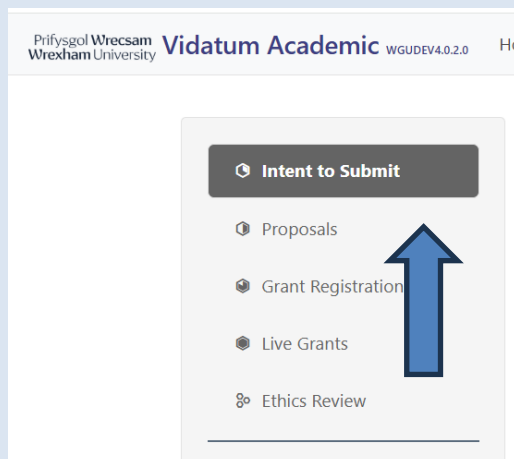 Prifysgol Wrecsam
Wrexham University
Vidatum Academic WGUDEV4.0.2.0
Intent to Submit
Proposals
Grant Registration
Live Grants
Ethics Review